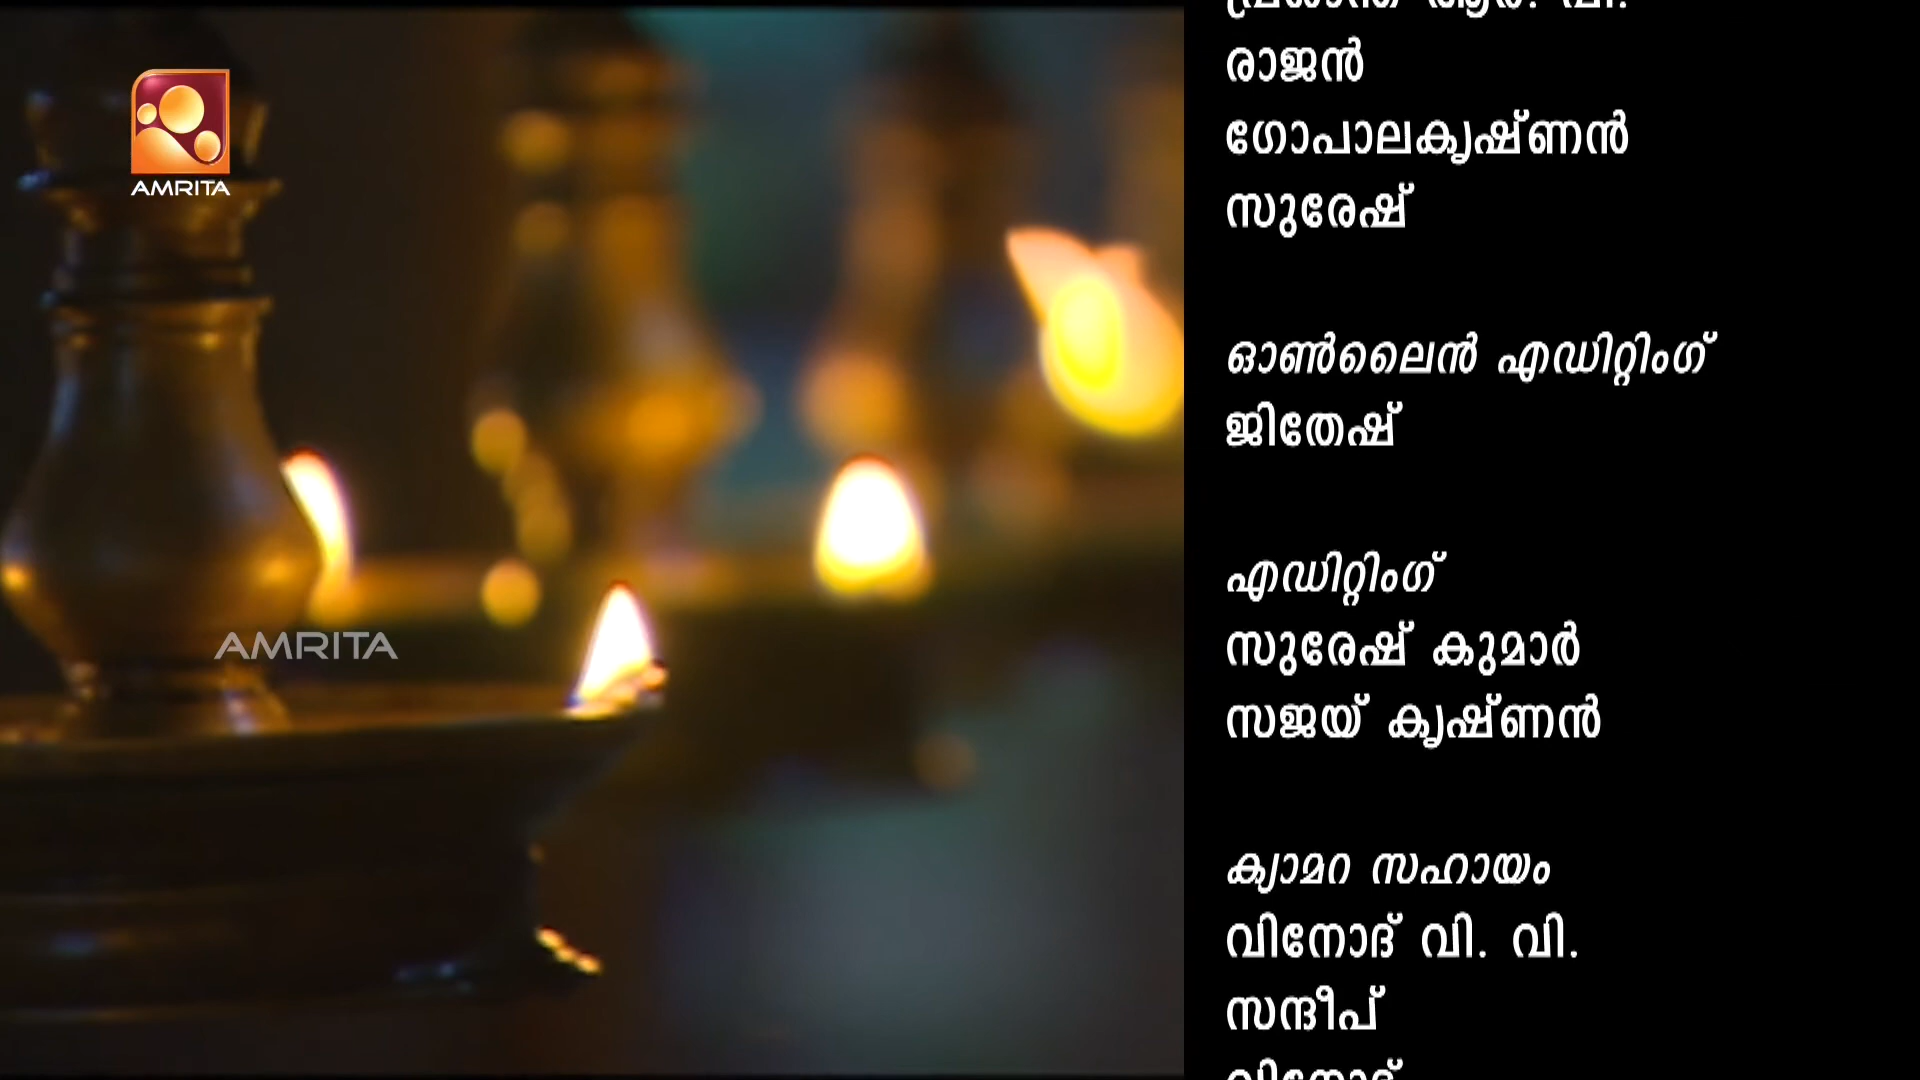 രാജൻ
ഗോപാലകൃഷ്ണൻ
സുരേഷ്
ഓൺലൈൻ എഡിറ്റിംഗ്
ജിതേഷ്
എഡിറ്റിംഗ്
സുരേഷ് കുമാർ
സജയ് കൃഷ്ണൻ
ക്യാമറ സഹായം
വിനോദ് വി. വി.
സന്ദീപ്
AMRITA
AMRITA